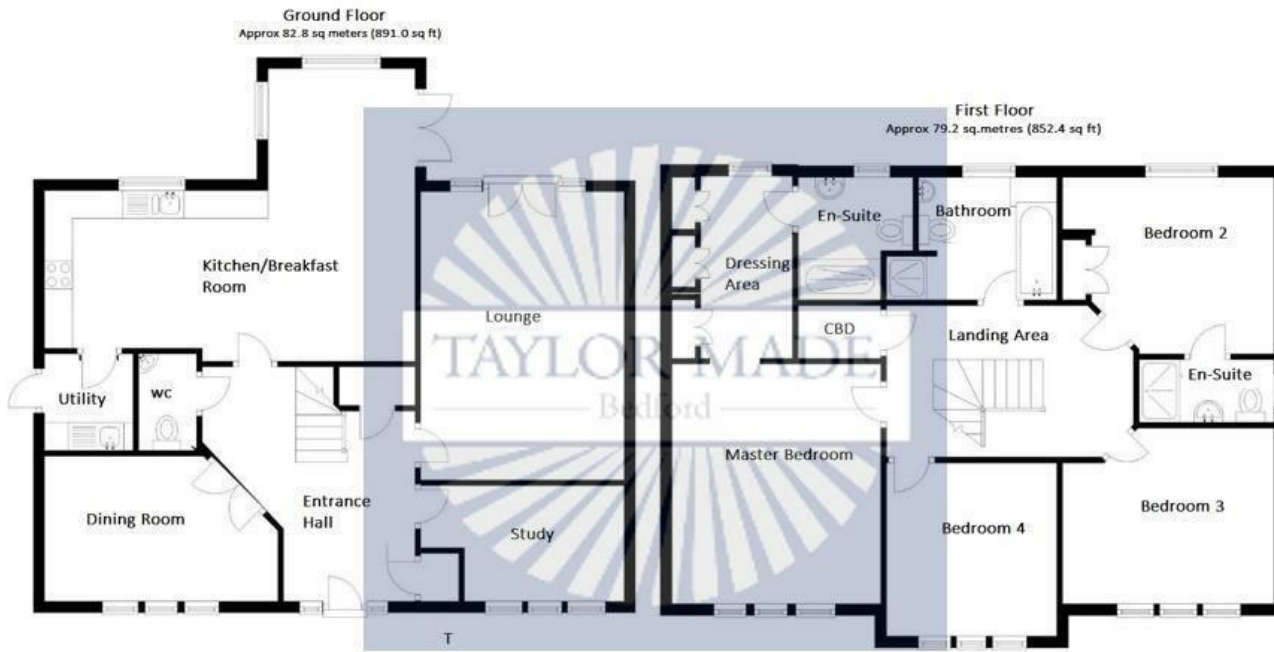 Ground Floor
Approx 82.8 sq meters (891.0 sq ft)
First Floor
Approx 79.2 sq.metres (852.4 sq ft)
Kitchen/Breakfast
Room
Lounge
Utility
WC
Dining Room
Entrance
Hall
Study
T
En-Suite
Bathroom
Bedroom 2
Dressing
Area
CBD
Landing Area
En-Suite
Master Bedroom
Bedroom 4
Bedroom 3
TAYLOR MADE
Bedford